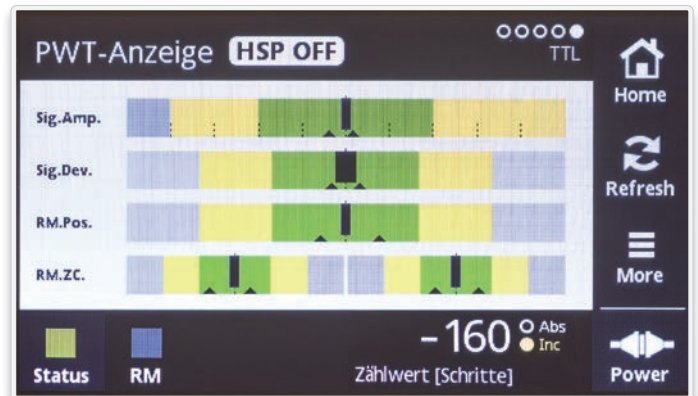 PWT-Anzeige HSP OFF
TTL
Home
Sig.Amp.
Sig.Dev.
Refresh
RM.Pos.
RM.ZC.
More
-160
Abs
Inc
Status
RM
Zählwert [Schritte]
Power